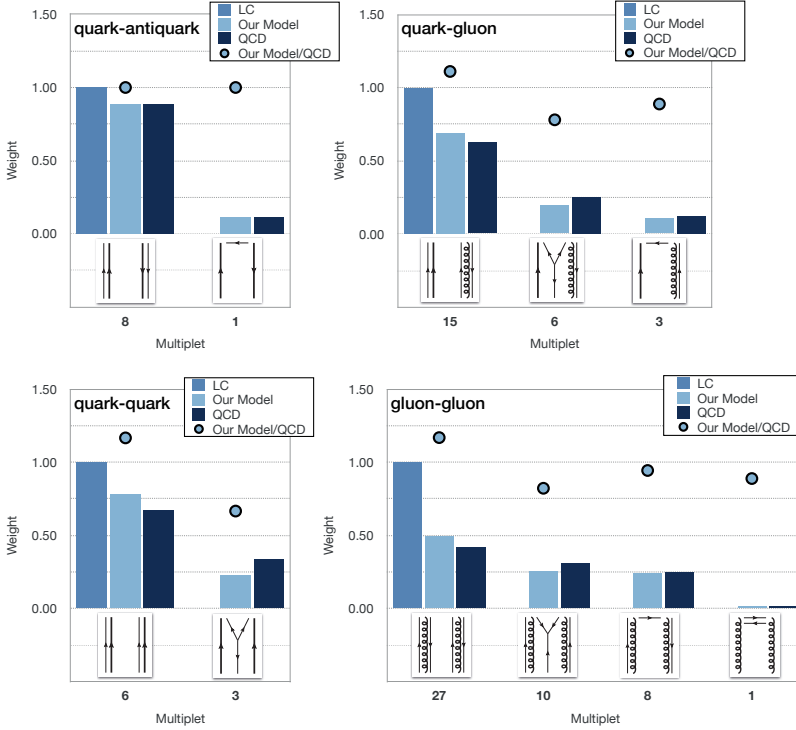 quark-antiquark
LC
Our Model
QCD
Our Model/QCD
1.50
1.00
0.50
0.00
Weight
8 1
Multiplet
quark-gluon
LC
Our Model
QCD
Our Model/QCD
1.50
1.00
0.50
0.00
Weight
15 6 3
Multiplet
quark-quark
LC
Our Model
QCD
Our Model/QCD
1.50
1.00
0.50
0.00
Weight
6 3
Multiplet
gluon-gluon
LC
Our Model
QCD
Our Model/QCD
1.50
1.00
0.50
0.00
Weight
27 10 8 1
Multiplet